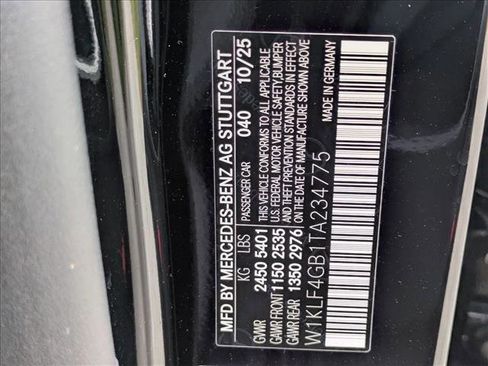 MFD BY MERCEDES-BENZ AG STUTTGART
PASSENGER CAR 040 10/25
KG LBS
GVWR 2450 5401
GAWR FRONT 1150 2535
GAWR REAR 1350 2976
THIS VEHICLE CONFORMS TO ALL APPLICABLE
U.S. FEDERAL MOTOR VEHICLE SAFETY/BUMPER
AND THEFT PREVENTION STANDARDS IN EFFECT
ON THE DATE OF MANUFACTURE SHOWN ABOVE
W1KLF4GB1TA234775
MADE IN GERMANY